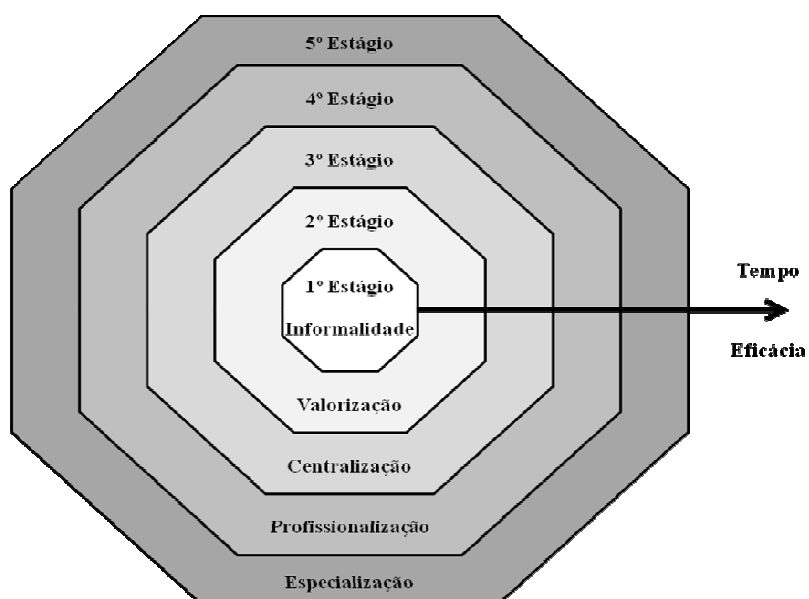 5º Estágio
4º Estágio
3º Estágio
2º Estágio
1º Estágio
Informalidade
Valorização
Centralização
Profissionalização
Especialização
Tempo
Eficácia